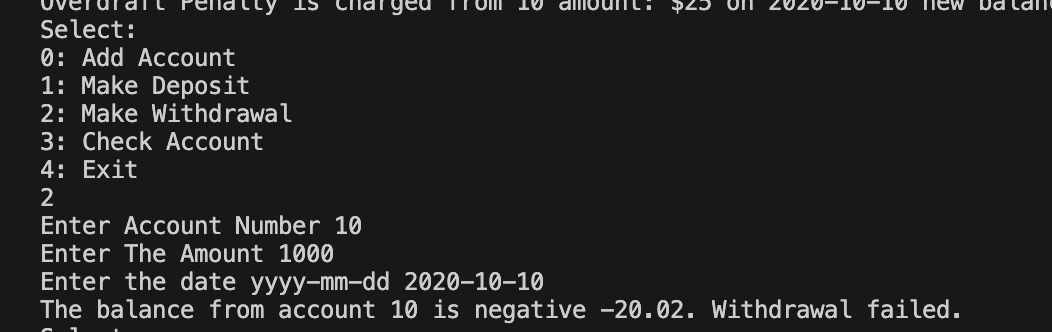 Overdraft Penalty is charged from 10 amount: $25 on 2020-10-10 new
Select:
0: Add Account
1: Make Deposit
2: Make Withdrawal
3: Check Account
4: Exit
2
Enter Account Number 10
Enter The Amount 1000
Enter the date yyyy-mm-dd 2020-10-10
The balance from account 10 is negative -20.02. Withdrawal failed.